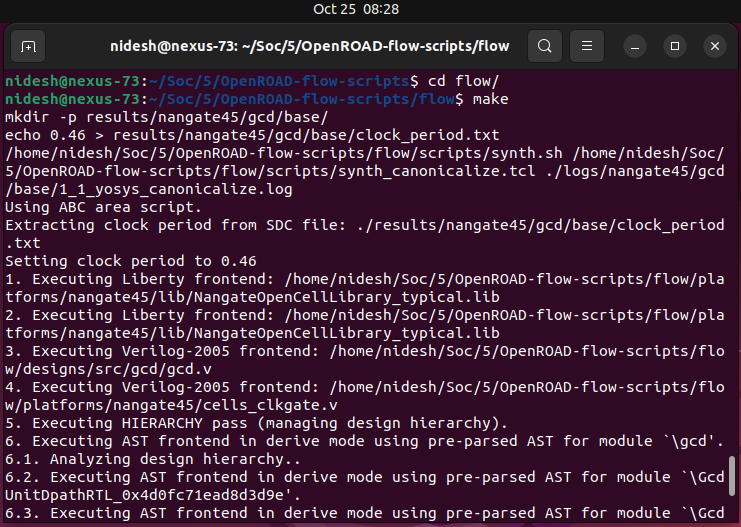 Oct 25 08:28
nidesh@nexus-73: ~/Soc/5/OpenROAD-flow-scripts/flow
nidesh@nexus-73:~/Soc/5/OpenROAD-flow-scripts$ cd flow/
nidesh@nexus-73:~/Soc/5/OpenROAD-flow-scripts/flow$ make
mkdir -p results/nangate45/gcd/base/
echo 0.46 > results/nangate45/gcd/base/clock_period.txt
/home/nidesh/Soc/5/OpenROAD-flow-scripts/flow/scripts/synth.sh /home/nidesh/Soc/
5/OpenROAD-flow-scripts/flow/scripts/synth_canonicalize.tcl ./logs/nangate45/gcd
/base/1_1_yosys_canonicalize.log
Using ABC area script.
Extracting clock period from SDC file: ./results/nangate45/gcd/base/clock_period
.txt
Setting clock period to 0.46
1. Executing Liberty frontend: /home/nidesh/Soc/5/OpenROAD-flow-scripts/flow/pla
tforms/nangate45/lib/NangateOpenCellLibrary_typical.lib
2. Executing Liberty frontend: /home/nidesh/Soc/5/OpenROAD-flow-scripts/flow/pla
tforms/nangate45/lib/NangateOpenCellLibrary_typical.lib
3. Executing Verilog-2005 frontend: /home/nidesh/Soc/5/OpenROAD-flow-scripts/flo
w/designs/src/gcd/gcd.v
4. Executing Verilog-2005 frontend: /home/nidesh/Soc/5/OpenROAD-flow-scripts/flo
w/platforms/nangate45/cells_clkgate.v
5. Executing HIERARCHY pass (managing design hierarchy).
6. Executing AST frontend in derive mode using pre-parsed AST for module `\gcd'.
6.1. Analyzing design hierarchy..
6.2. Executing AST frontend in derive mode using pre-parsed AST for module `\Gcd
UnitDpathRTL_0x4d0fc71ead8d3d9e'.
6.3. Executing AST frontend in derive mode using pre-parsed AST for module `\Gcd